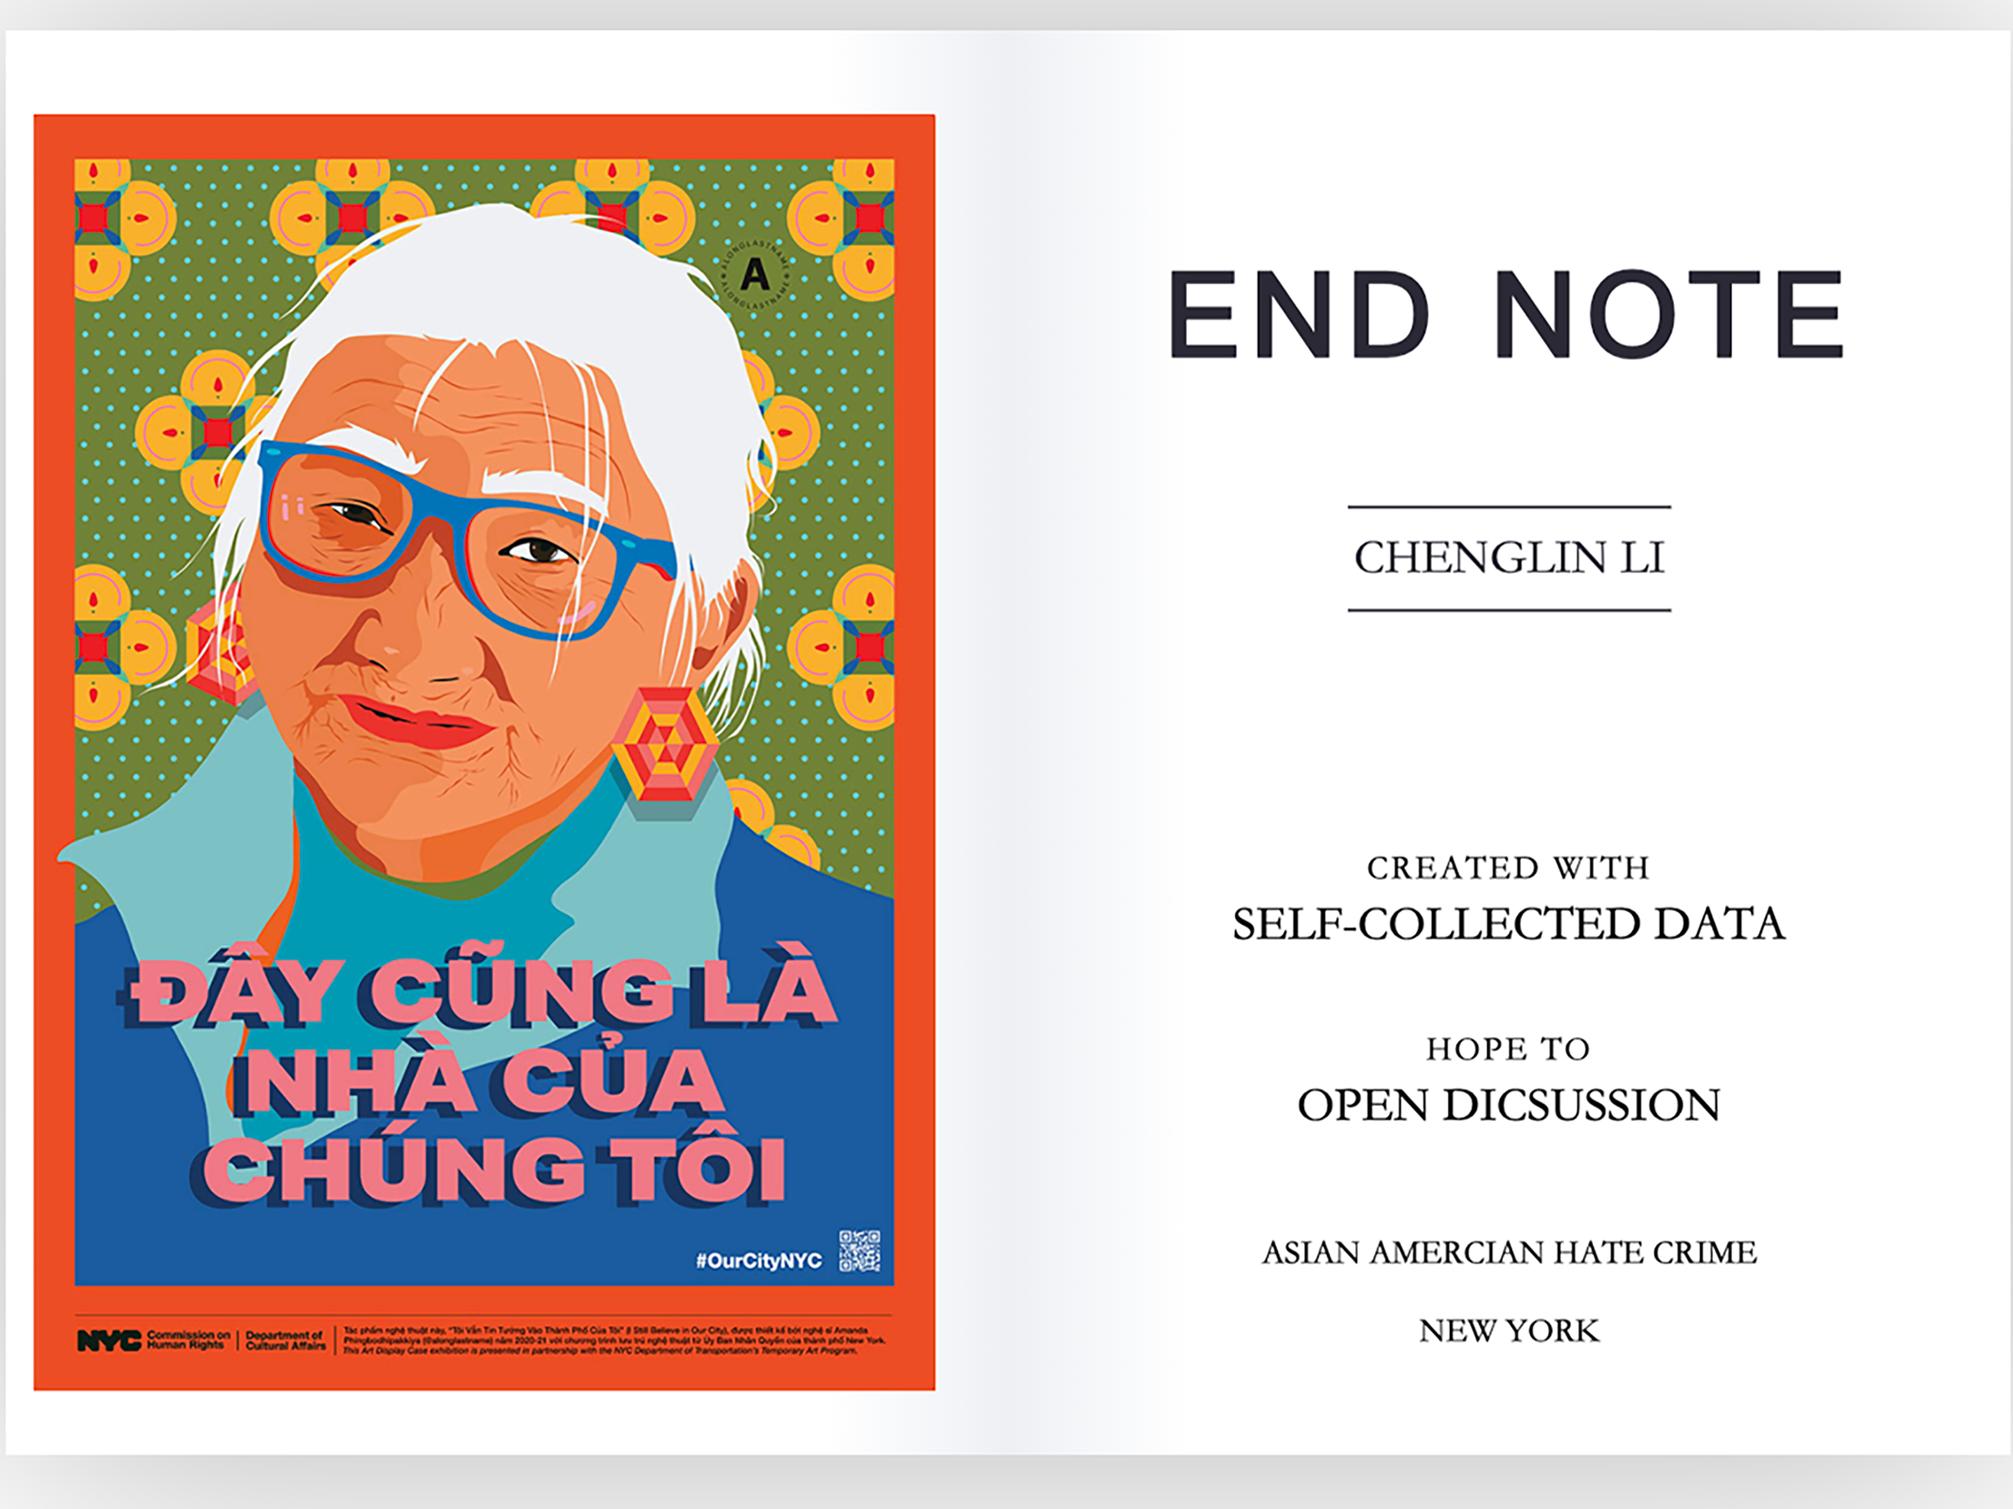 ALONGLASTNAME
A
ALONGLASTNAME
ĐÂY CŨNG LÀ
NHÀ CỦA
CHÚNG TÔI
#OurCityNYC
NYC
Commission on
Human Rights
Department of
Cultural Affairs
Tác phẩm nghệ thuật này, "Tôi Vẫn Tin Tưởng Vào Thành Phố Của Tôi" (I Still Believe in Our City), được thiết kế bởi nghệ sĩ Amanda
Phingbodhipakkiya (@alonglastname) năm 2020-21 với chương trình lưu trú nghệ thuật từ Ủy Ban Nhân Quyền của thành phố New York.
This Art Display Case exhibition is presented in partnership with the NYC Department of Transportation's Temporary Art Program.
END NOTE
CHENGLIN LI
CREATED WITH
SELF-COLLECTED DATA
HOPE TO
OPEN DICSUSSION
ASIAN AMERCIAN HATE CRIME
NEW YORK